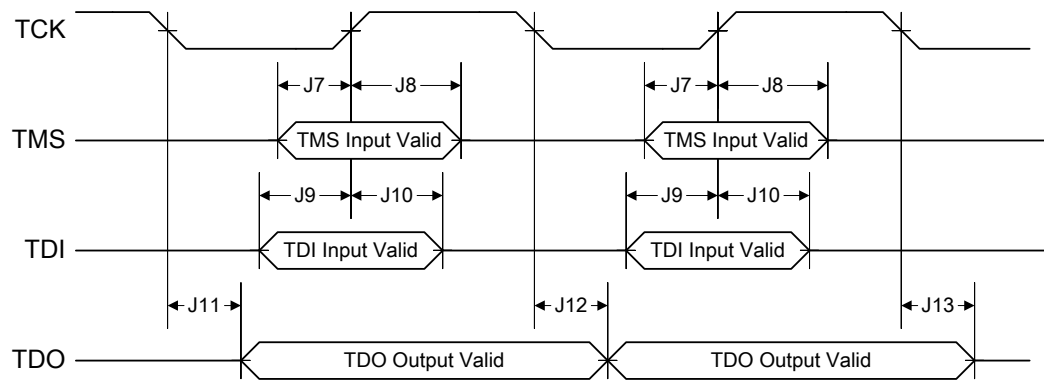 TCK
J7 J8 J7 J8
TMS TMS Input Valid TMS Input Valid
J9 J10 J9 J10
TDI TDI Input Valid TDI Input Valid
J11 J12 J13
TDO TDO Output Valid TDO Output Valid